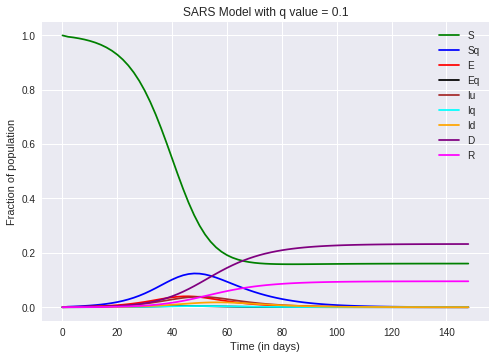 SARS Model with q value = 0.1
Fraction of population
1.0
0.8
0.6
0.4
0.2
0.0
0 20 40 60 80 100 120 140
Time (in days)
S
Sq
E
Eq
Iu
Iq
Id
D
R